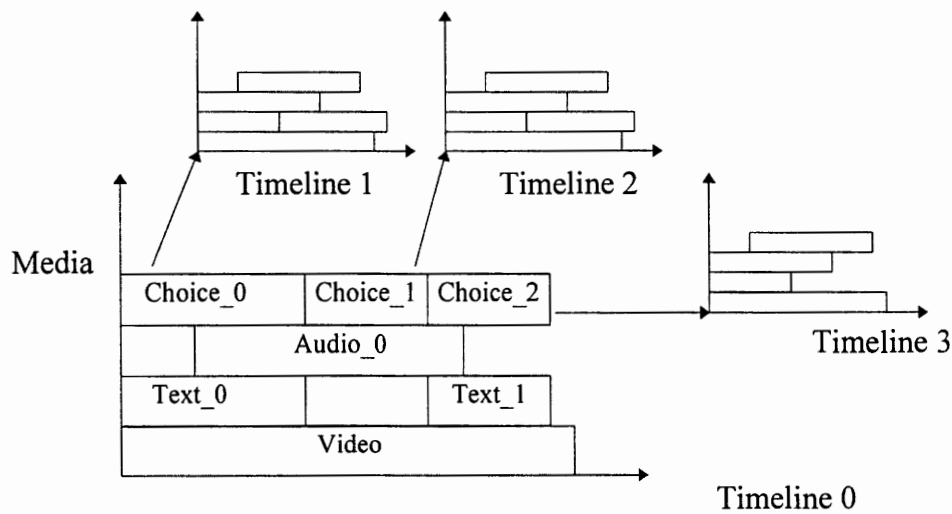 Timeline 1
Timeline 2
Media
Choice_0
Choice_1
Choice_2
Audio_0
Timeline 3
Text_0
Text_1
Video
Timeline 0